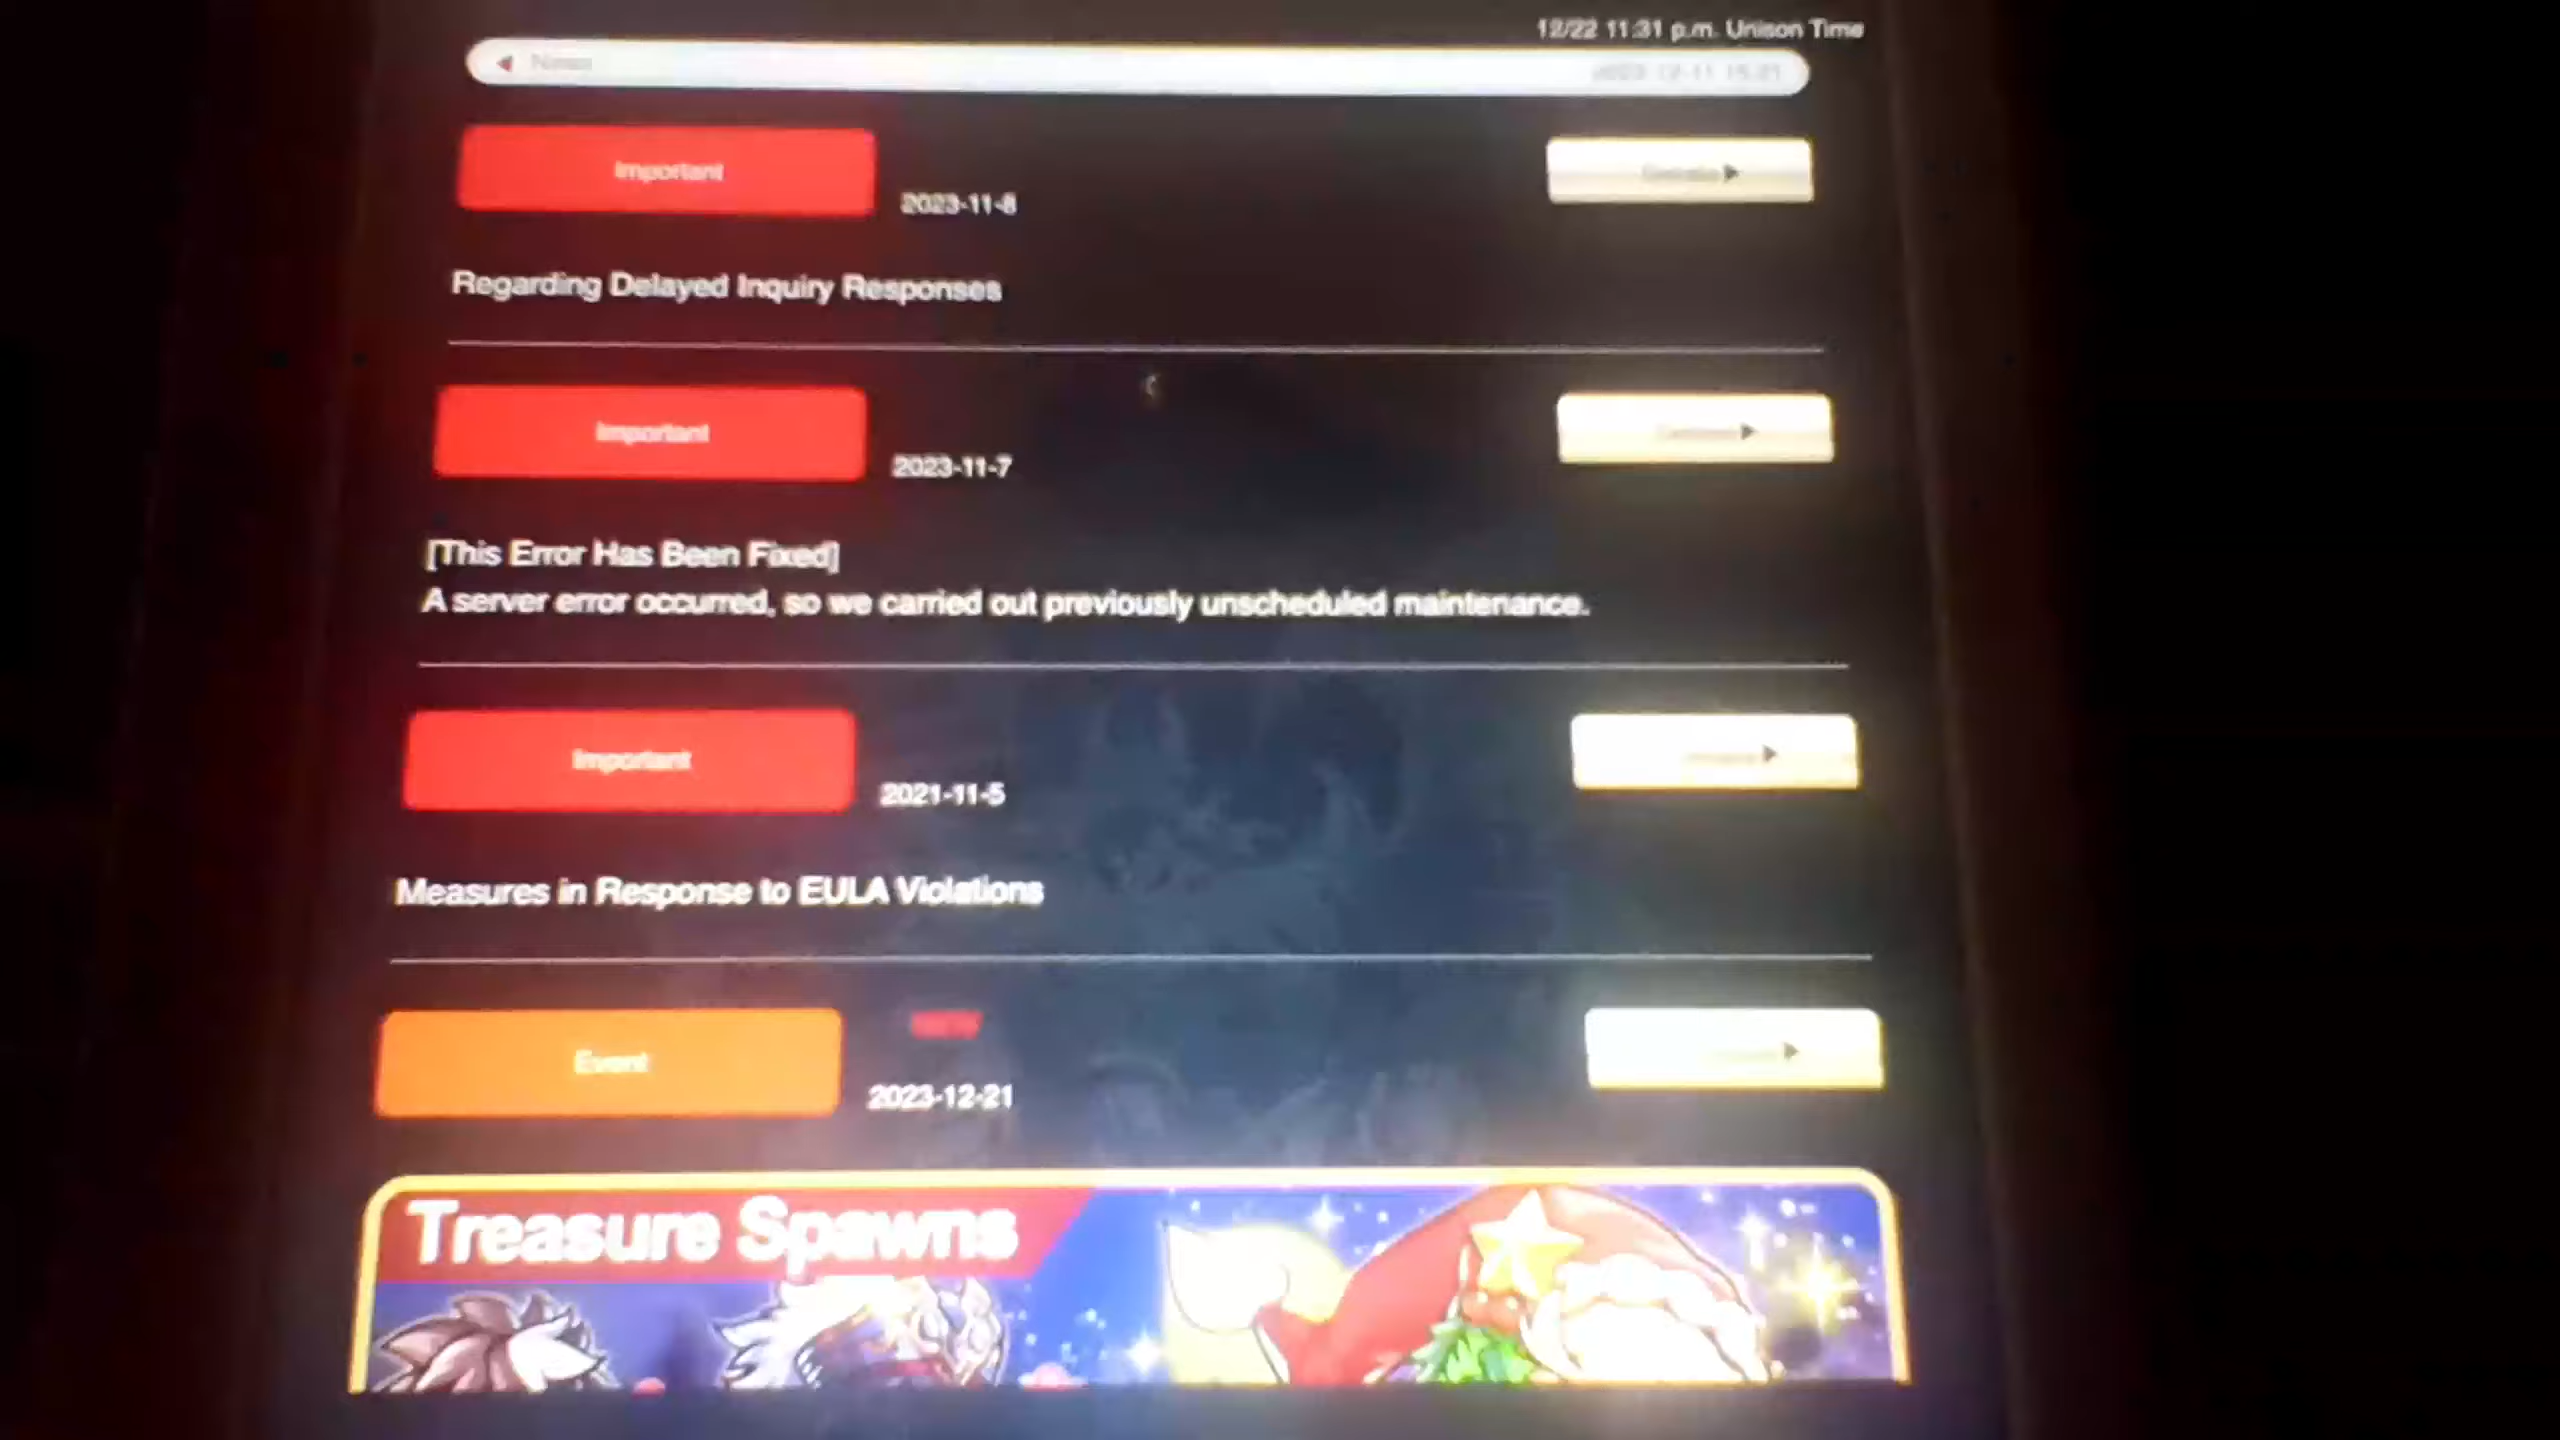 12/22 11:31 p.m. Unison Time
News
Important
2023-11-8
Regarding Delayed Inquiry Responses
Important
2023-11-7
[This Error Has Been Fixed]
A server error occurred, so we carried out previously unscheduled maintenance.
Important
2021-11-5
Measures in Response to EULA Violations
Event
NEW
2023-12-21
Treasure Spawns